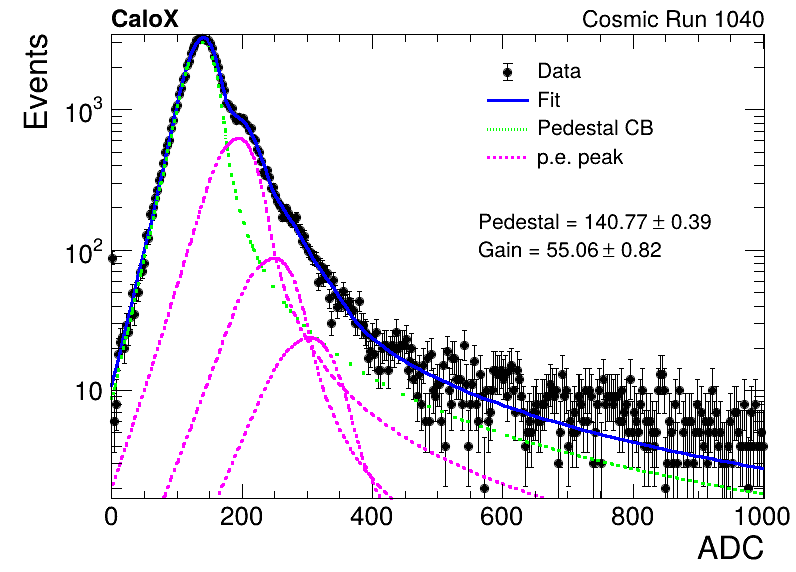 CaloX Cosmic Run 1040
Events
Data
Fit
Pedestal CB
p.e. peak
Pedestal = 140.77 ± 0.39
Gain = 55.06 ± 0.82
10³
10²
10
0 200 400 600 800 1000
ADC